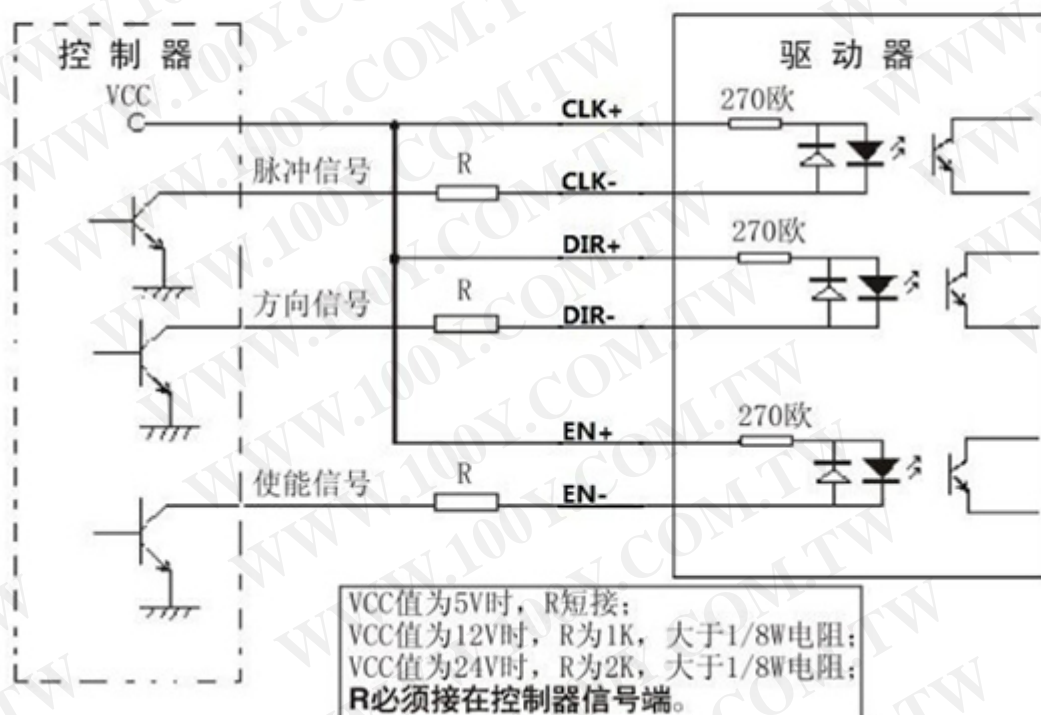 控制器
驱动器
VCC
270欧
CLK+
脉冲信号
R
CLK-
270欧
DIR+
方向信号
R
DIR-
270欧
EN+
使能信号
R
EN-
VCC值为5V时，R短接；
VCC值为12V时，R为1K，大于1/8W电阻；
VCC值为24V时，R为2K，大于1/8W电阻；
R必须接在控制器信号端。
WWW.100Y.COM.TW